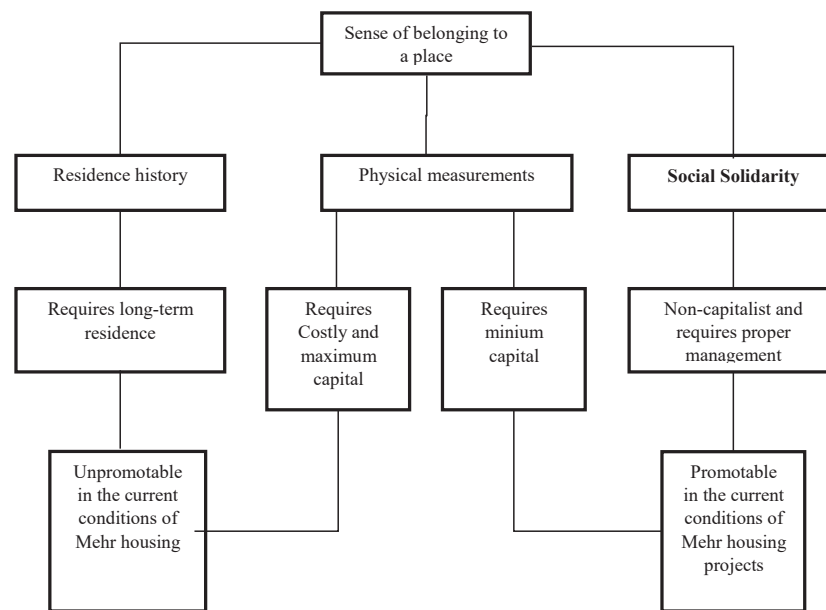 Sense of belonging to
a place
Residence history
Physical measurements
Social Solidarity
Requires long-term
residence
Requires
Costly and
maximum
capital
Requires
minium
capital
Non-capitalist and
requires proper
management
Unpromotable
in the current
conditions of
Mehr housing
Promotable
in the current
conditions of
Mehr housing
projects